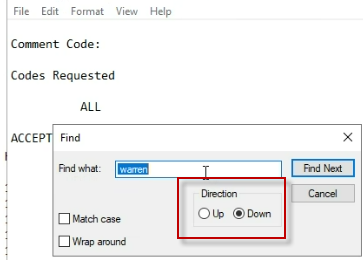 File Edit Format View Help
Comment Code:
Codes Requested
ALL
ACCEPT
Find
Find what: warren Find Next
Direction Cancel
Up Down
Match case
Wrap around